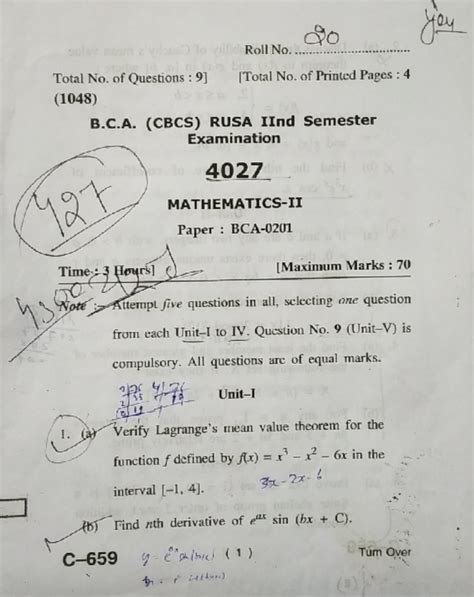 Roll No. 20
Total No. of Questions : 9] [Total No. of Printed Pages : 4
(1048)
B.C.A. (CBCS) RUSA IInd Semester
Examination
4027
427
MATHEMATICS-II
Paper : BCA-0201
Time : 3 Hours] [Maximum Marks : 70
Note : Attempt five questions in all, selecting one question
from each Unit-I to IV. Question No. 9 (Unit-V) is
compulsory. All questions are of equal marks.
Unit-I
1. (a) Verify Lagrange's mean value theorem for the
function f defined by f(x) = x³ – x² – 6x in the
interval [–1, 4].
3x - 2x - 6
(b) Find nth derivative of e^ax sin (bx + C).
C–659 ( 1 ) Turn Over